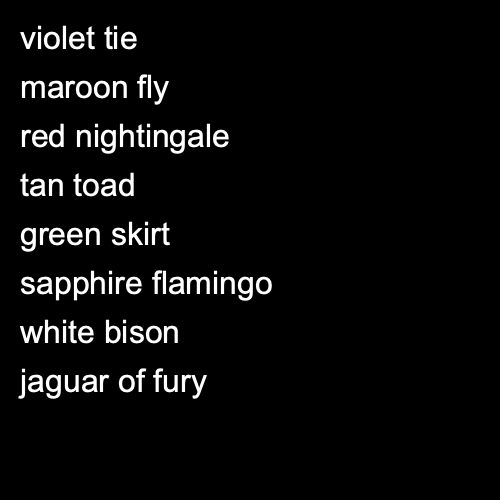 violet tie
maroon fly
red nightingale
tan toad
green skirt
sapphire flamingo
white bison
jaguar of fury